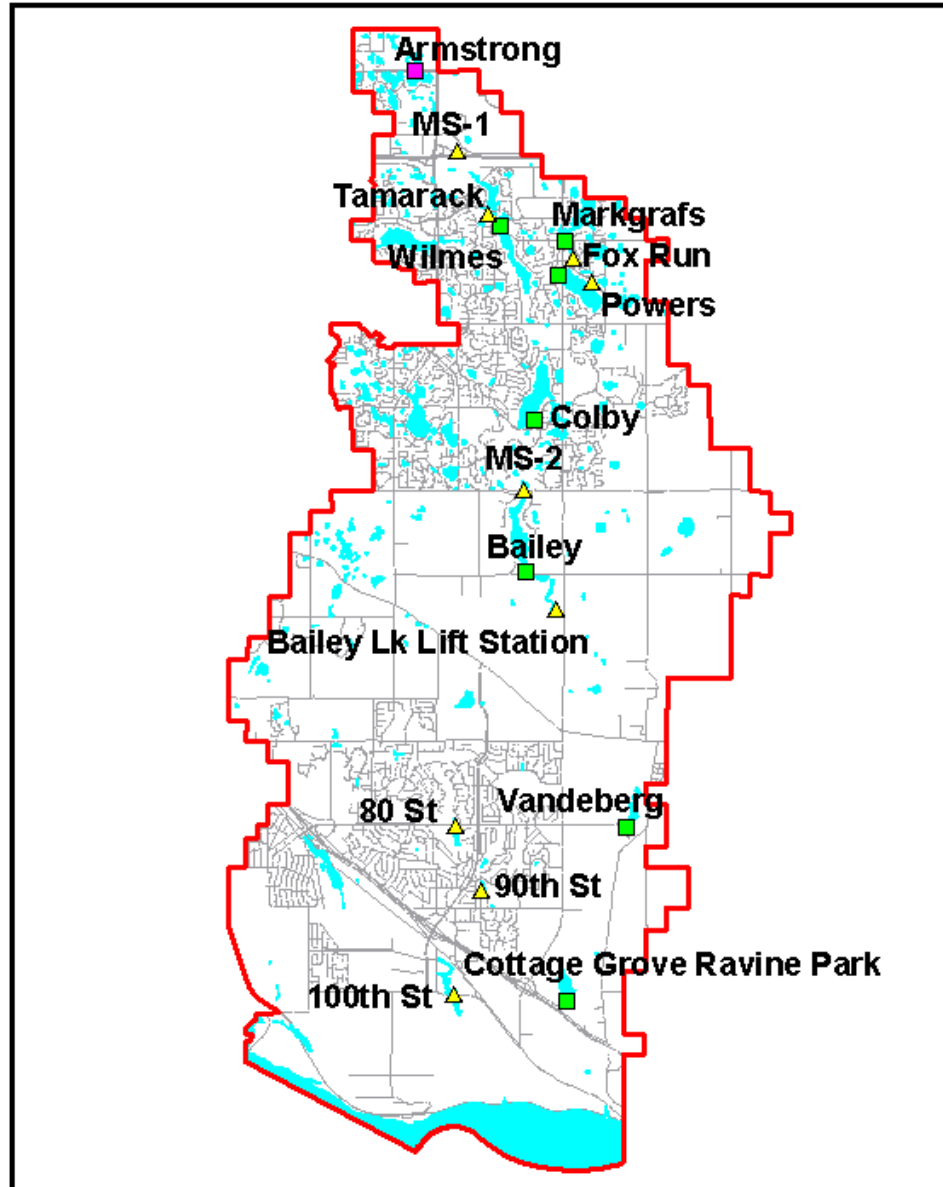 Armstrong
MS-1
Tamarack
Markgrafs
Wilmes
Fox Run
Powers
Colby
MS-2
Bailey
Bailey Lk Lift Station
Vandeberg
80 St
90th St
Cottage Grove Ravine Park
100th St